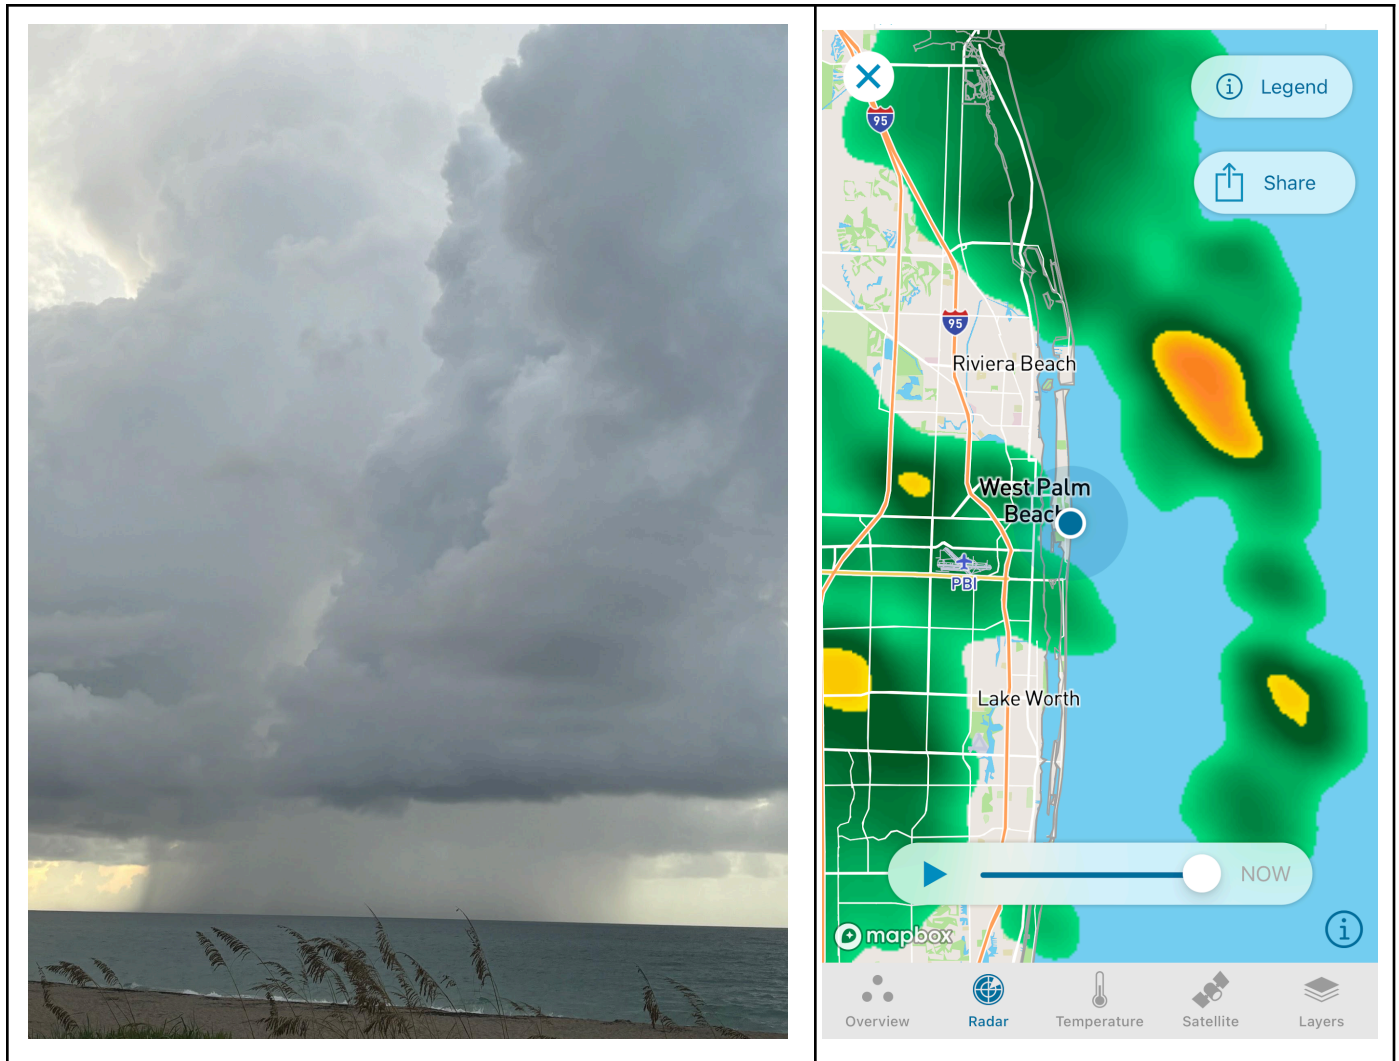 Legend
Share
95
95
Riviera Beach
West Palm
Beach
PBI
Lake Worth
NOW
mapbox
Overview
Radar
Temperature
Satellite
Layers